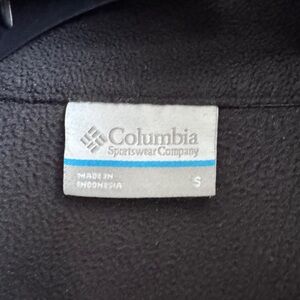 Columbia
Sportswear Company
MADE IN
INDONESIA
S